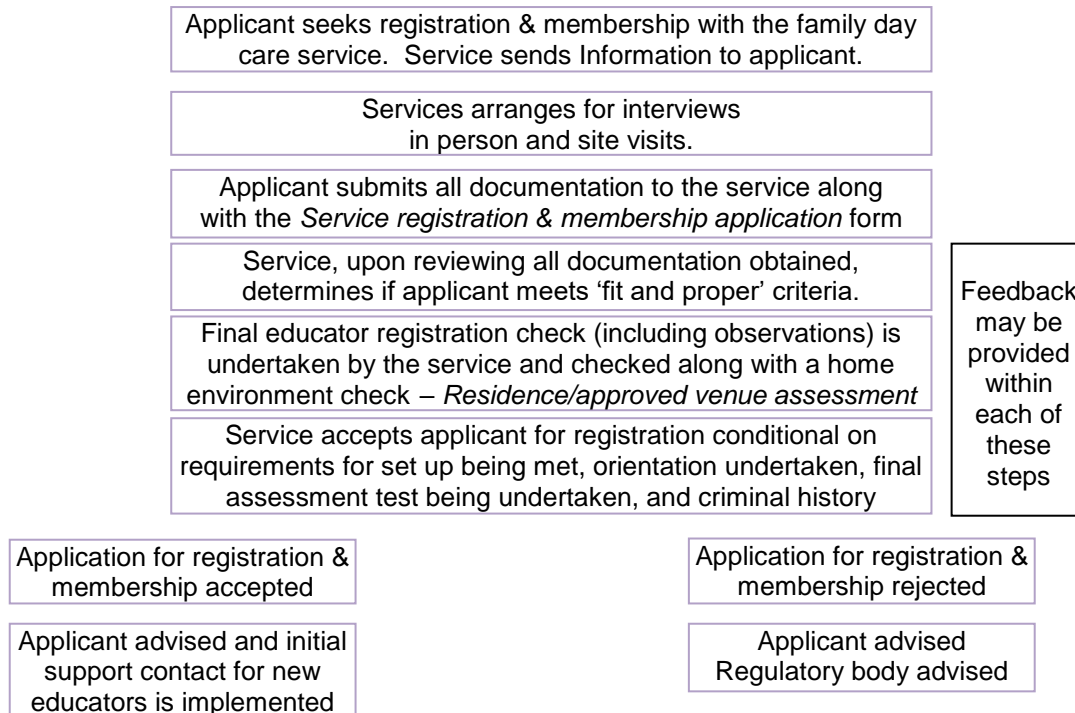 Applicant seeks registration & membership with the family day
care service.  Service sends Information to applicant.
Services arranges for interviews
in person and site visits.
Applicant submits all documentation to the service along
with the Service registration & membership application form
Service, upon reviewing all documentation obtained,
determines if applicant meets ‘fit and proper’ criteria.
Final educator registration check (including observations) is
undertaken by the service and checked along with a home
environment check – Residence/approved venue assessment
Service accepts applicant for registration conditional on
requirements for set up being met, orientation undertaken, final
assessment test being undertaken, and criminal history
Feedback
may be
provided
within
each of
these
steps
Application for registration &
membership accepted
Application for registration &
membership rejected
Applicant advised and initial
support contact for new
educators is implemented
Applicant advised
Regulatory body advised